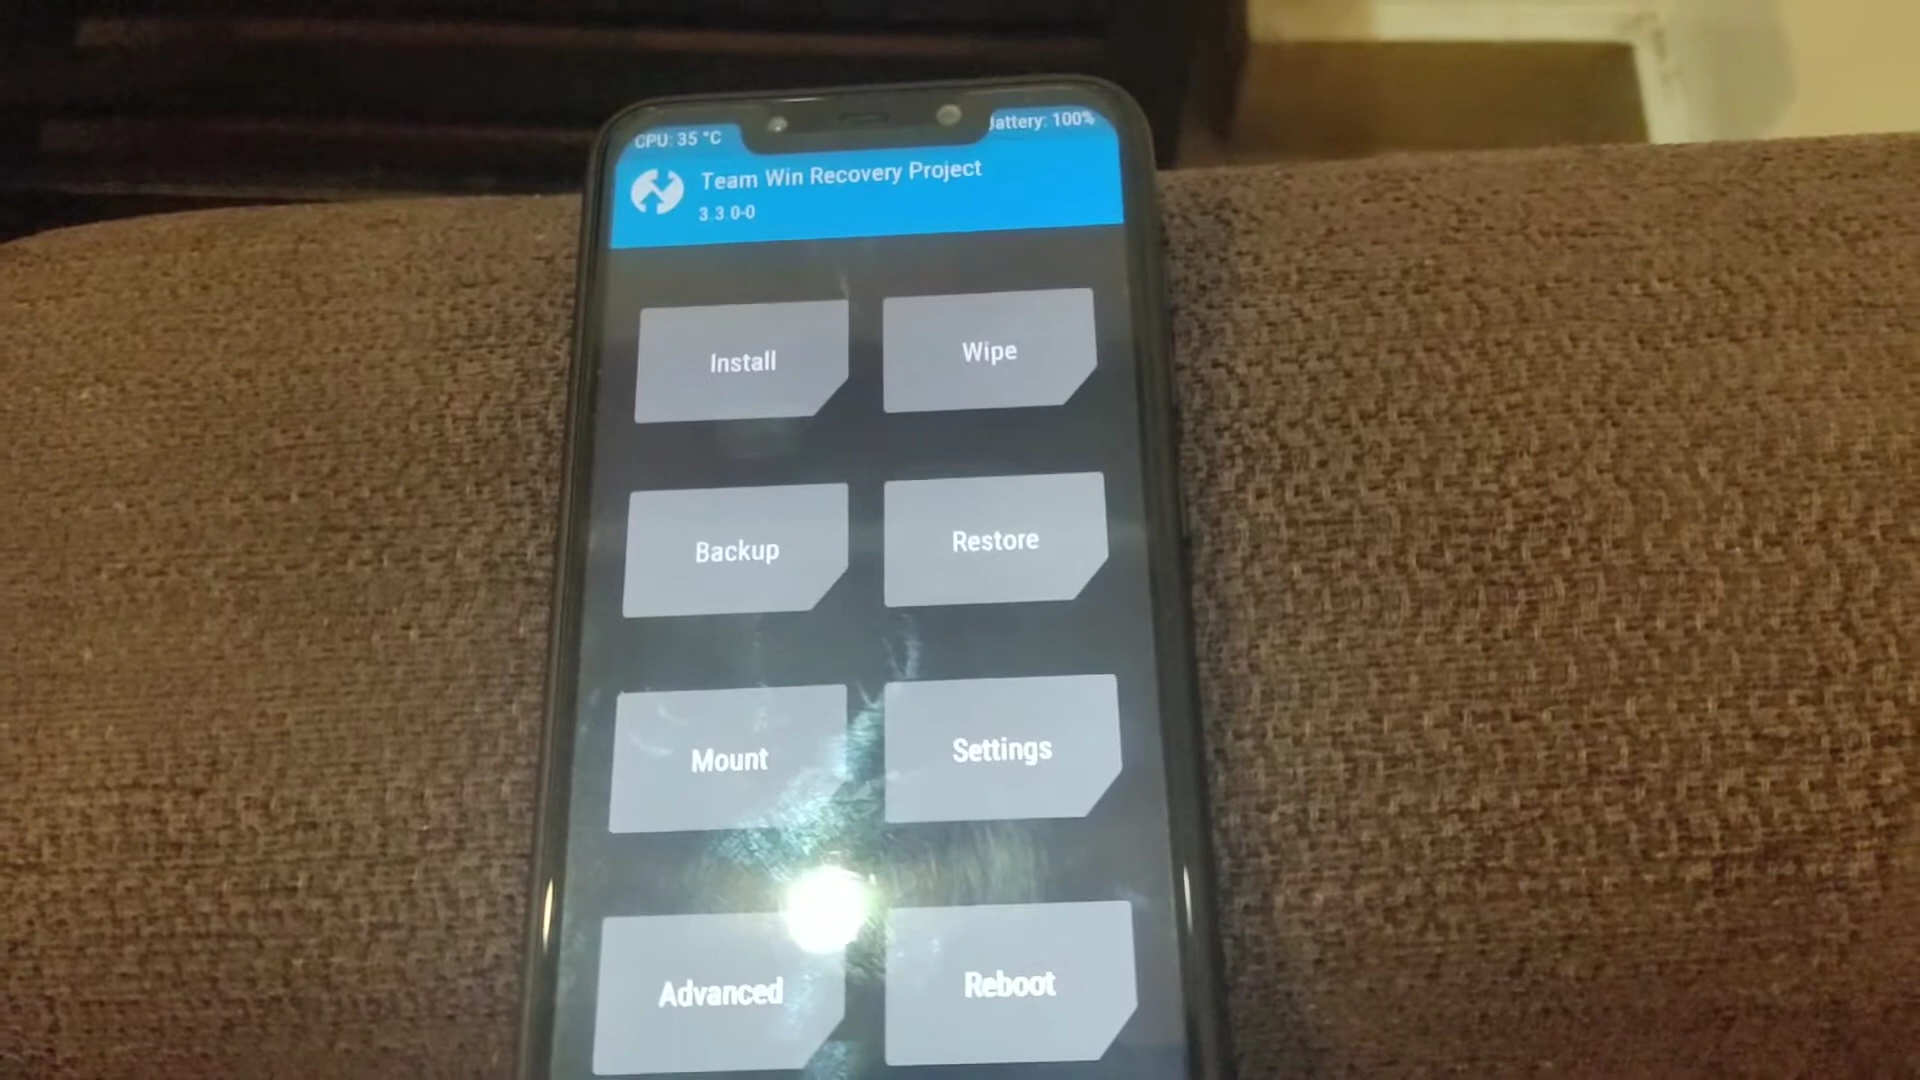 CPU: 35 °C
Battery: 100%
Team Win Recovery Project
3.3.0-0
Install
Wipe
Backup
Restore
Mount
Settings
Advanced
Reboot